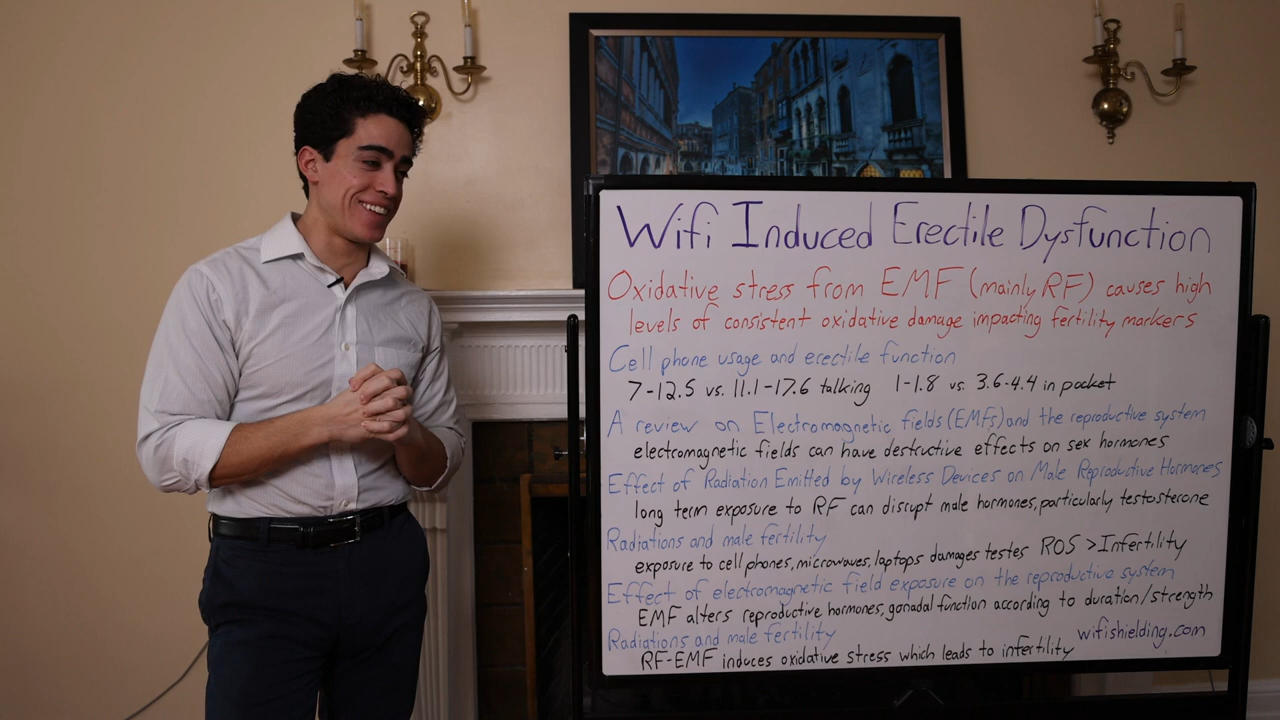 Wifi Induced Erectile Dysfunction
Oxidative stress from EMF (mainly RF) causes high
levels of consistent oxidative damage impacting fertility markers
Cell phone usage and erectile function
7-12.5 vs. 11.1-17.6 talking 1-1.8 vs. 3.6-4.4 in pocket
A review on Electromagnetic fields (EMFs) and the reproductive system
electromagnetic fields can have destructive effects on sex hormones
Effect of Radiation Emitted by Wireless Devices on Male Reproductive Hormones
long term exposure to RF can disrupt male hormones, particularly testosterone
Radiations and male fertility
exposure to cell phones, microwaves, laptops damages testes ROS > Infertility
Effect of electromagnetic field exposure on the reproductive system
EMF alters reproductive hormones, gonadal function according to duration/strength
Radiations and male fertility
RF-EMF induces oxidative stress which leads to infertility
wifishielding.com